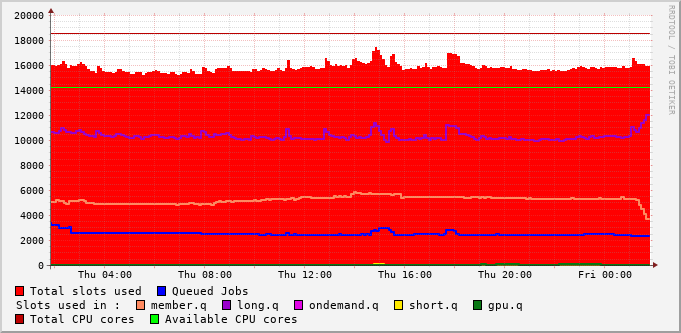 20000
18000
16000
14000
12000
10000
8000
6000
4000
2000
0
Thu 04:00 Thu 08:00 Thu 12:00 Thu 16:00 Thu 20:00 Fri 00:00
RRDTOOL / TOBI OETIKER
Total slots used Queued Jobs
Slots used in : member.q long.q ondemand.q short.q gpu.q
Total CPU cores Available CPU cores